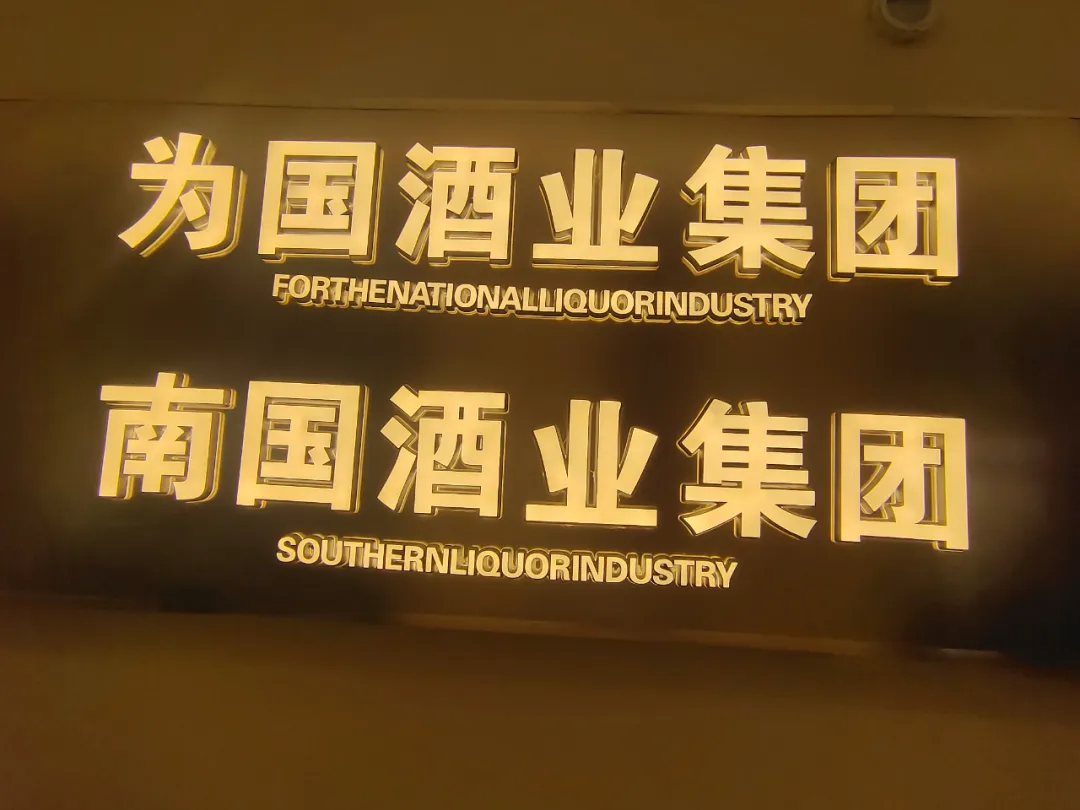 为国酒业集团
FORTHENATIONALLIQUORINDUSTRY
南国酒业集团
SOUTHERNLIQUORINDUSTRY